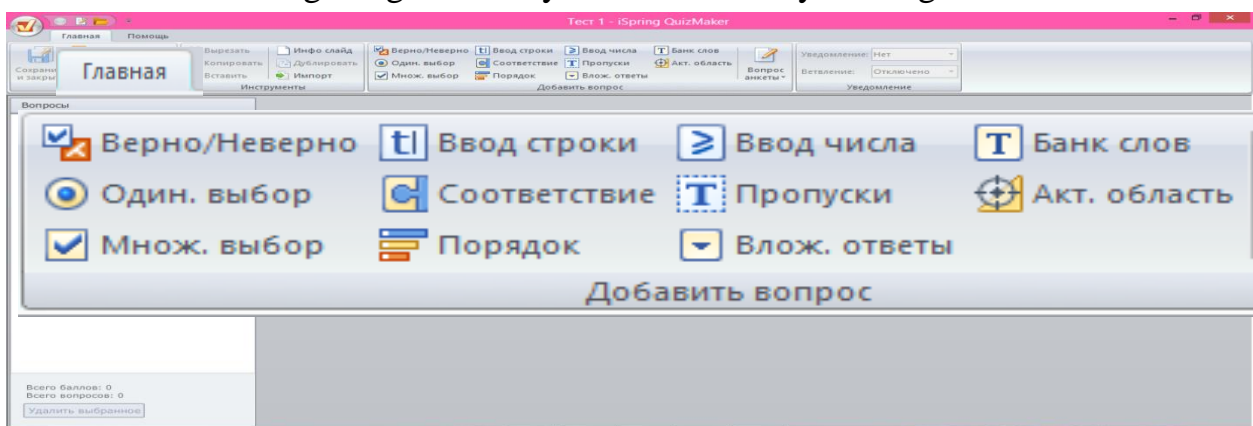 Тест 1 - iSpring QuizMaker
Главная Помощь
Вырезать Инфо слайд Верно/Неверно Ввод строки Ввод числа Банк слов Уведомление: Нет
Копировать Дублировать Один. выбор Соответствие Пропуски Акт. область Вопрос анкеты Ветвление: Отключено
Вставить Импорт Множ. выбор Порядок Влож. ответы
Главная
Инструменты Добавить вопрос Уведомление
Вопросы
Верно/Неверно Ввод строки Ввод числа Банк слов
Один. выбор Соответствие Пропуски Акт. область
Множ. выбор Порядок Влож. ответы
Добавить вопрос
Всего баллов: 0
Всего вопросов: 0
Удалить выбранное